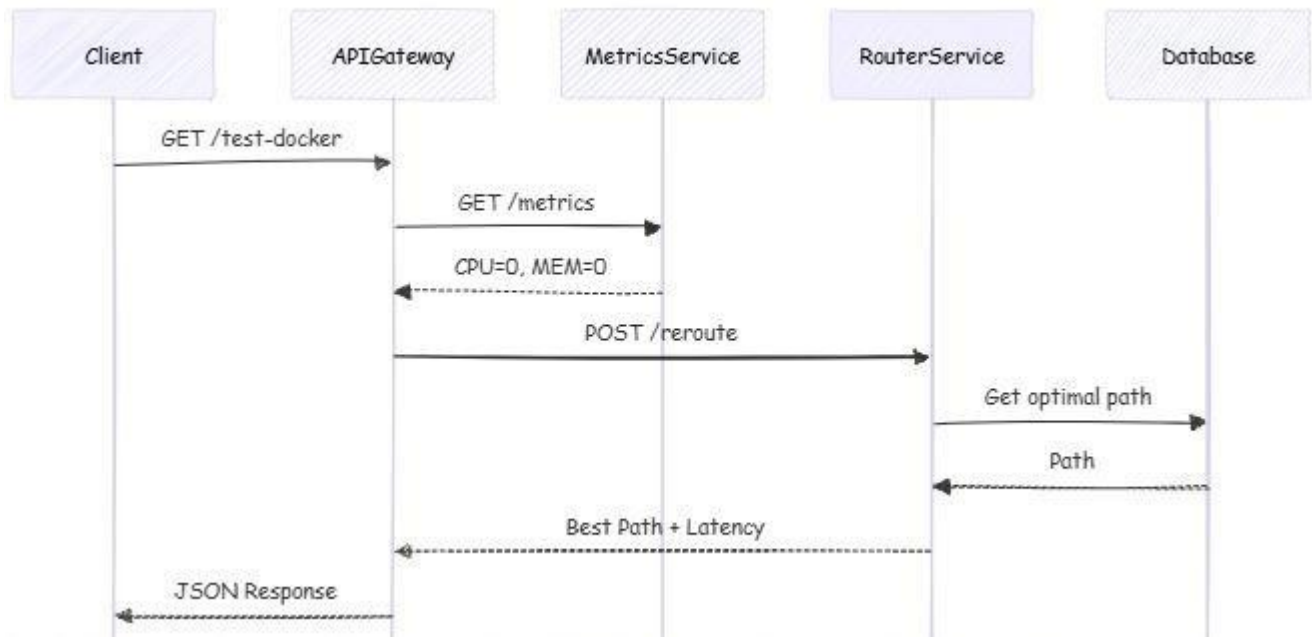 Client
APIGateway
MetricsService
RouterService
Database
GET /test-docker
GET /metrics
CPU=0, MEM=0
POST /reroute
Get optimal path
Path
Best Path + Latency
JSON Response